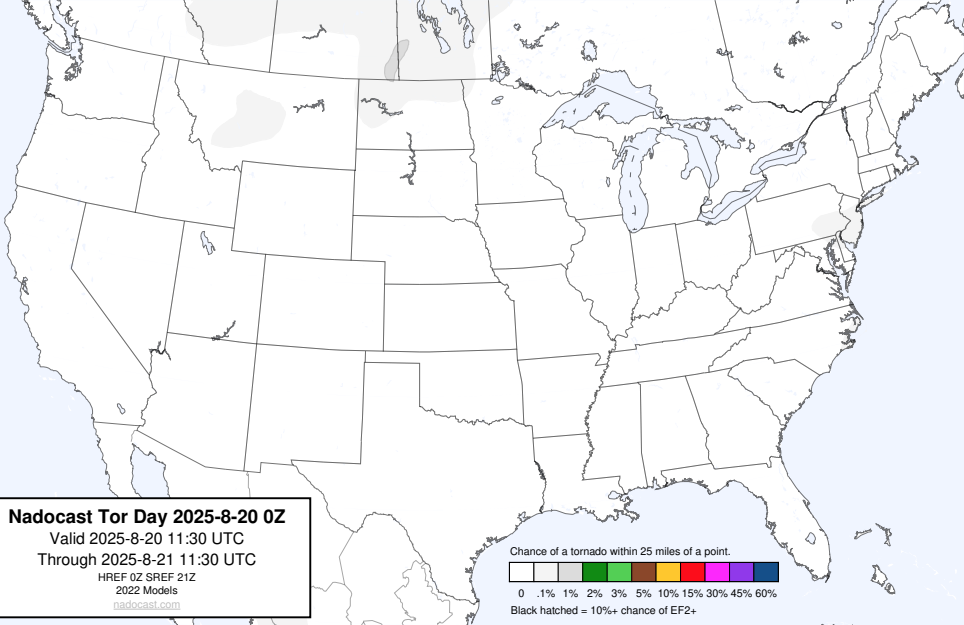 Nadocast Tor Day 2025-8-20 0Z
Valid 2025-8-20 11:30 UTC
Through 2025-8-21 11:30 UTC
HREF 0Z SREF 21Z
2022 Models
nadocast.com
Chance of a tornado within 25 miles of a point.
0 .1% 1% 2% 3% 5% 10% 15% 30% 45% 60%
Black hatched = 10%+ chance of EF2+